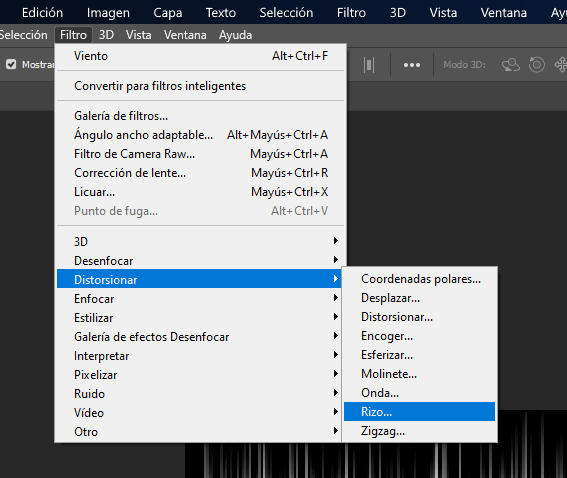 Edición Imagen Capa Texto Selección Filtro 3D Vista Ventana Ay
Selección Filtro 3D Vista Ventana Ayuda
Mostrar Modo 3D:
Viento Alt+Ctrl+F
Convertir para filtros inteligentes
Galería de filtros...
Ángulo ancho adaptable... Alt+Mayús+Ctrl+A
Filtro de Camera Raw... Mayús+Ctrl+A
Corrección de lente... Mayús+Ctrl+R
Licuar... Mayús+Ctrl+X
Punto de fuga... Alt+Ctrl+V
3D
Desenfocar
Distorsionar
Enfocar
Estilizar
Galería de efectos Desenfocar
Interpretar
Pixelizar
Ruido
Vídeo
Otro
Coordenadas polares...
Desplazar...
Distorsionar...
Encoger...
Esferizar...
Molinete...
Onda...
Rizo...
Zigzag...